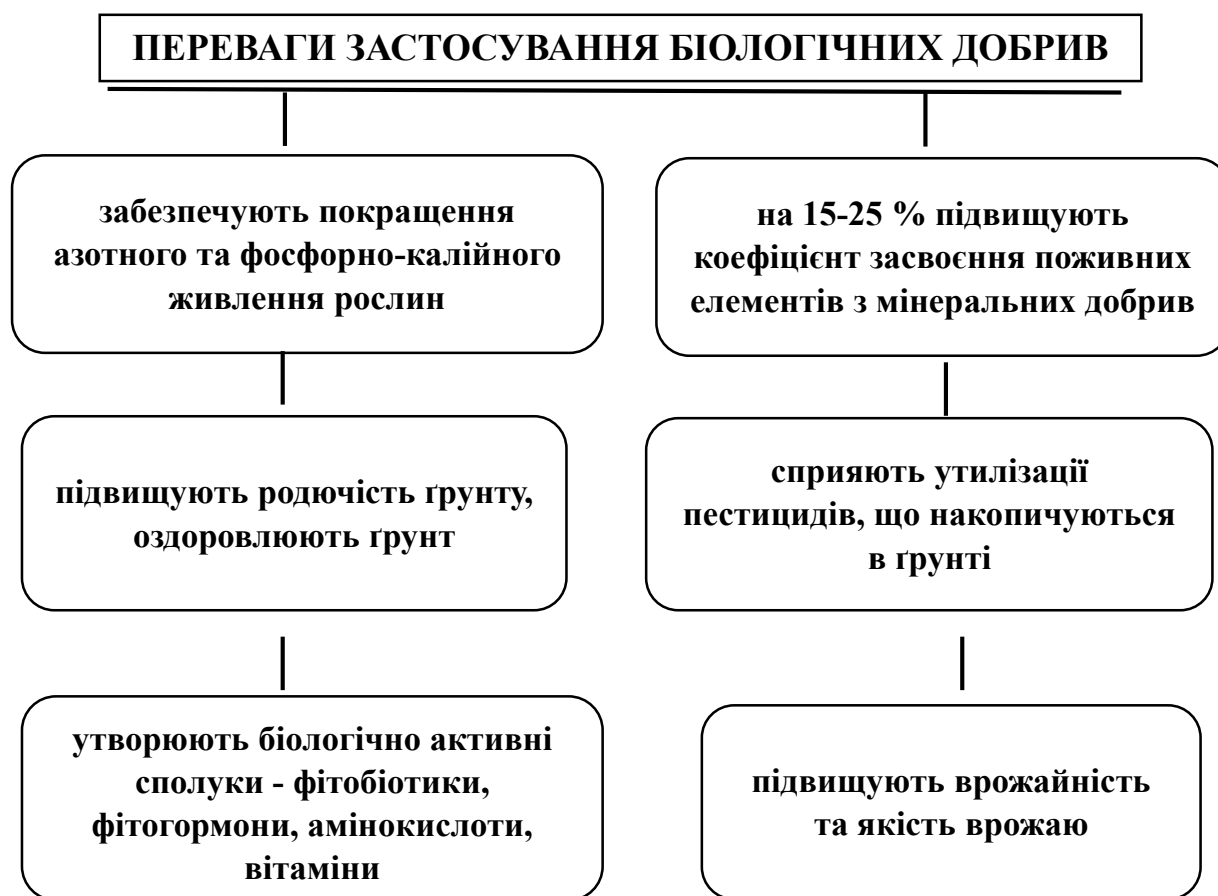 ПЕРЕВАГИ ЗАСТОСУВАННЯ БІОЛОГІЧНИХ ДОБРИВ
забезпечують покращення
азотного та фосфорно-калійного
живлення рослин
на 15-25 % підвищують
коефіцієнт засвоєння поживних
елементів з мінеральних добрив
підвищують родючість ґрунту,
оздоровлюють ґрунт
сприяють утилізації
пестицидів, що накопичуються
в ґрунті
утворюють біологічно активні
сполуки - фітобіотики,
фітогормони, амінокислоти,
вітаміни
підвищують врожайність
та якість врожаю